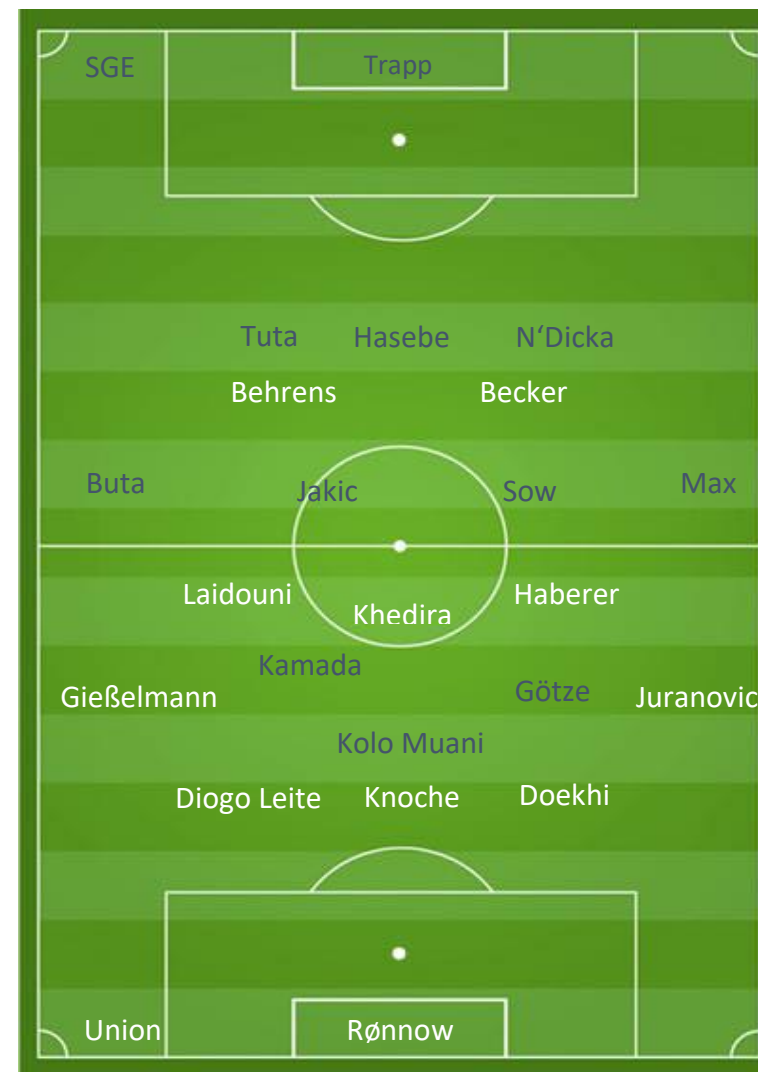 SGE Trapp
Tuta Hasebe N‘Dicka
Behrens Becker
Buta Jakic Sow Max
Laidouni Khedira Haberer
Kamada
Gießelmann Götze Juranovic
Kolo Muani
Diogo Leite Knoche Doekhi
Union Rønnow